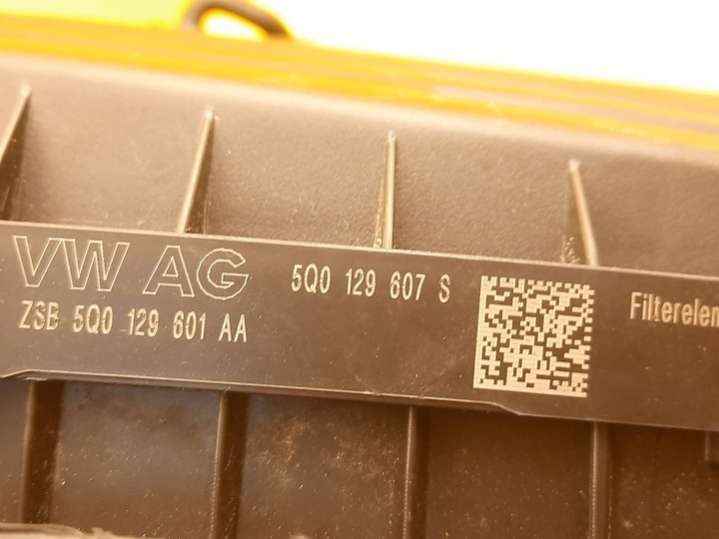 VW AG
5Q0 129 607 S
ZSB 5Q0 129 601 AA
Filterelem